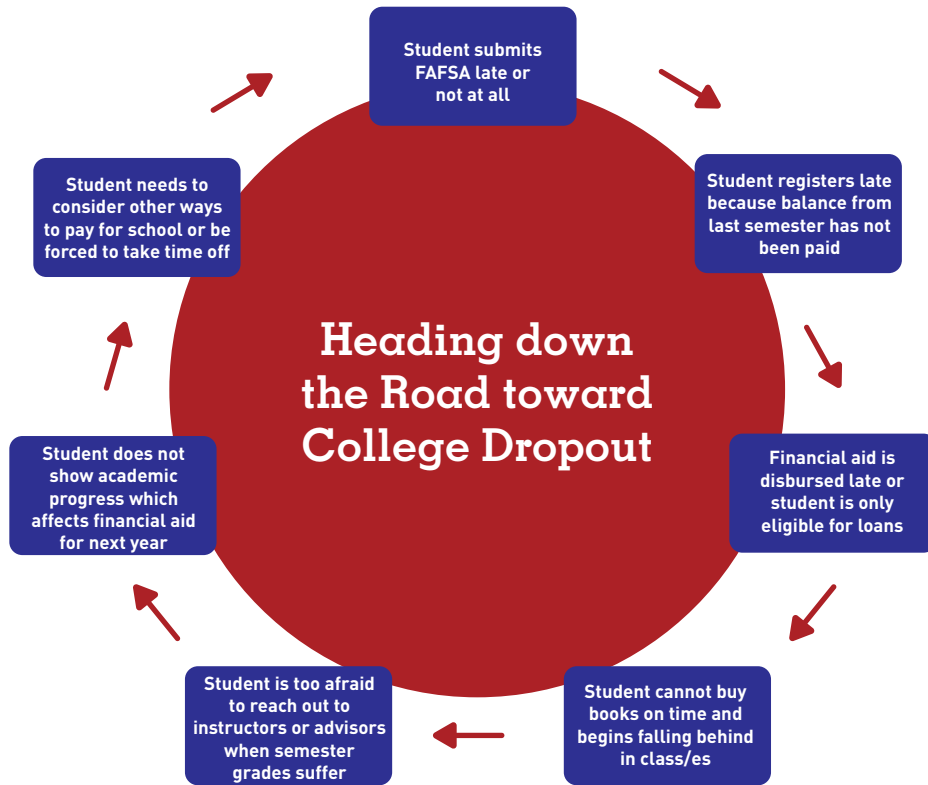 Student submits
FAFSA late or
not at all
Student registers late
because balance from
last semester has not
been paid
Financial aid is
disbursed late or
student is only
eligible for loans
Student cannot buy
books on time and
begins falling behind
in class/es
Student is too afraid
to reach out to
instructors or advisors
when semester
grades suffer
Student does not
show academic
progress which
affects financial aid
for next year
Student needs to
consider other ways
to pay for school or be
forced to take time off
Heading down
the Road toward
College Dropout